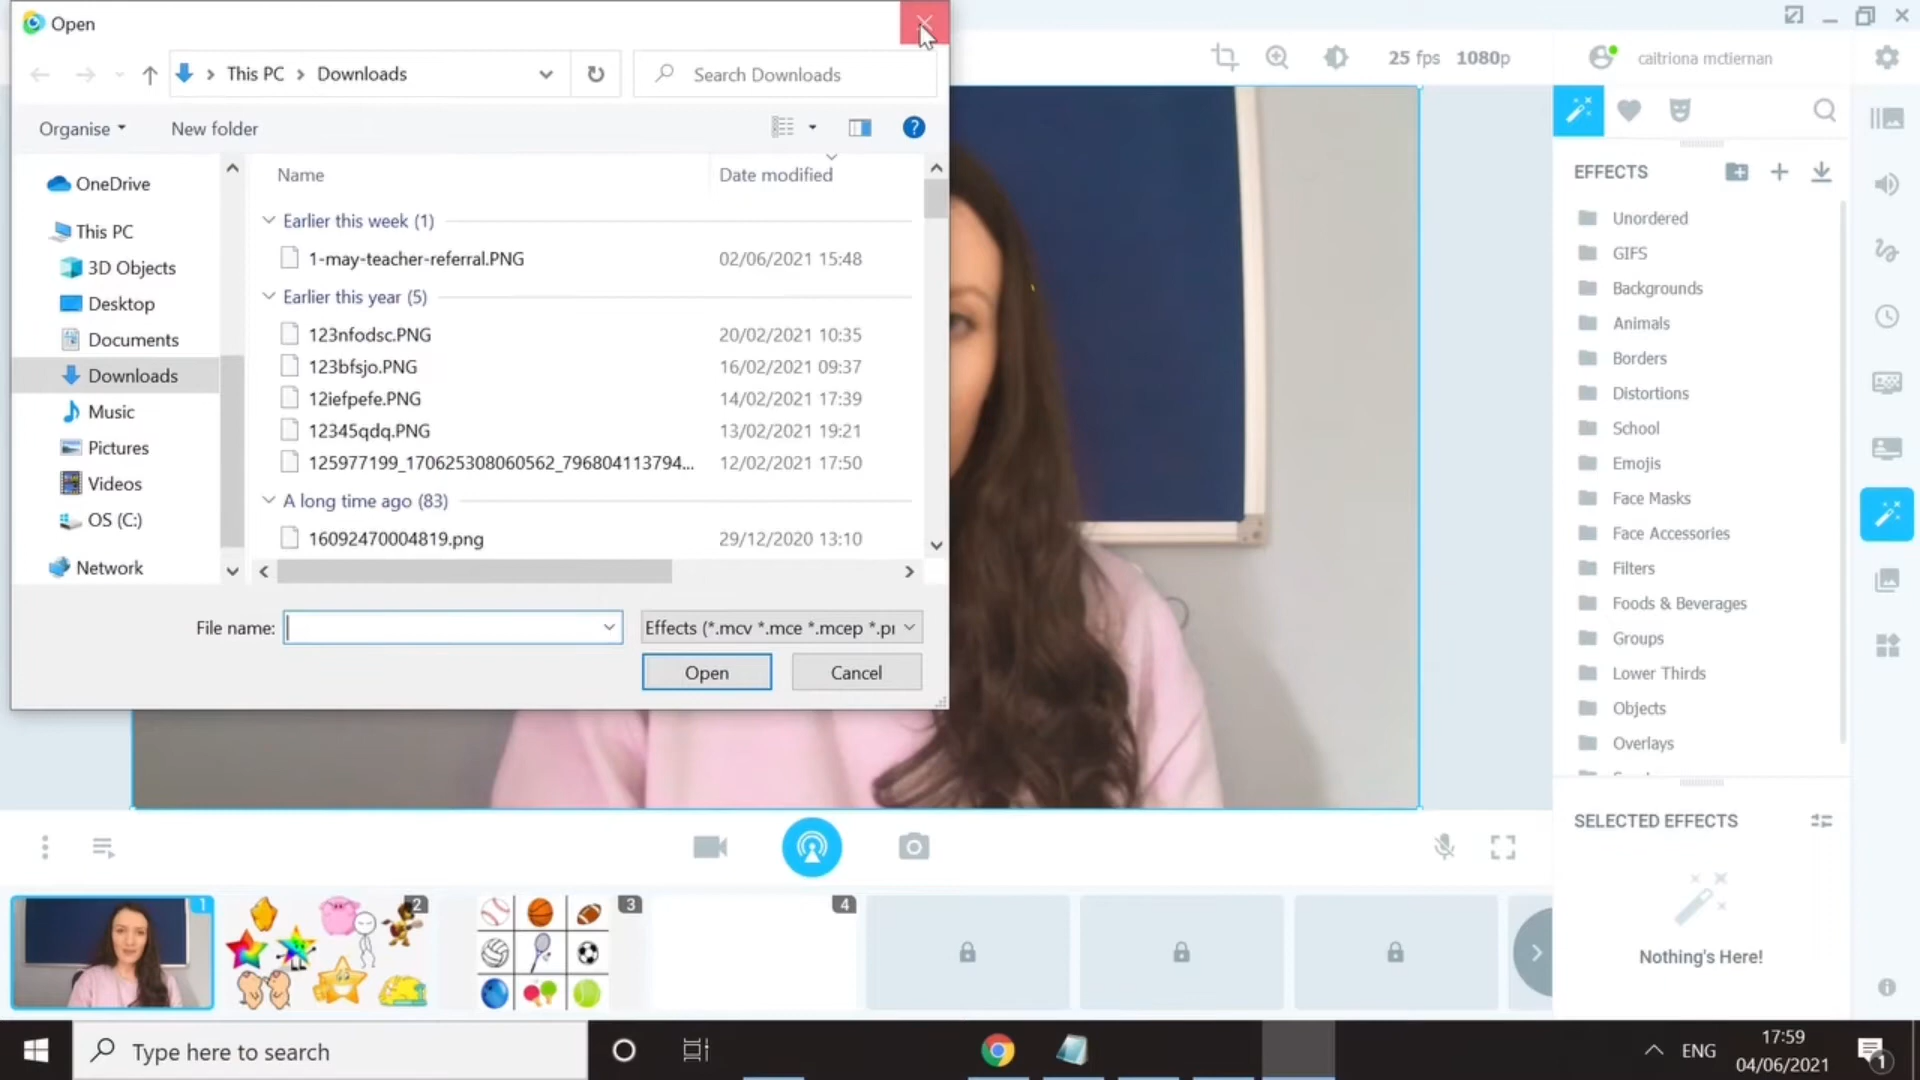 Open
This PC
Downloads
Search Downloads
25 fps
1080p
caitriona mctiernan
Organise
New folder
?
OneDrive
This PC
3D Objects
Desktop
Documents
Downloads
Music
Pictures
Videos
OS (C:)
Network
Name
Date modified
Earlier this week (1)
1-may-teacher-referral.PNG 02/06/2021 15:48
Earlier this year (5)
123nfodsc.PNG 20/02/2021 10:35
123bfsjo.PNG 16/02/2021 09:37
12iefpefe.PNG 14/02/2021 17:39
12345qdq.PNG 13/02/2021 19:21
125977199_170625308060562_796804113794... 12/02/2021 17:50
A long time ago (83)
16092470004819.png 29/12/2020 13:10
File name:
Effects (*.mcv *.mce *.mcep *.pr
Open
Cancel
EFFECTS
Unordered
GIFS
Backgrounds
Animals
Borders
Distortions
School
Emojis
Face Masks
Face Accessories
Filters
Foods & Beverages
Groups
Lower Thirds
Objects
Overlays
SELECTED EFFECTS
Nothing's Here!
1
2
3
4
Type here to search
ENG
17:59
04/06/2021
1